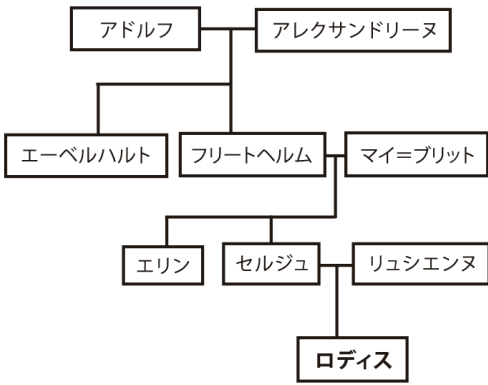 アドルフ
アレクサンドリーヌ
エーベルハルト
フリートヘルム
マイ=ブリット
エリン
セルジュ
リュシエンヌ
ロディス